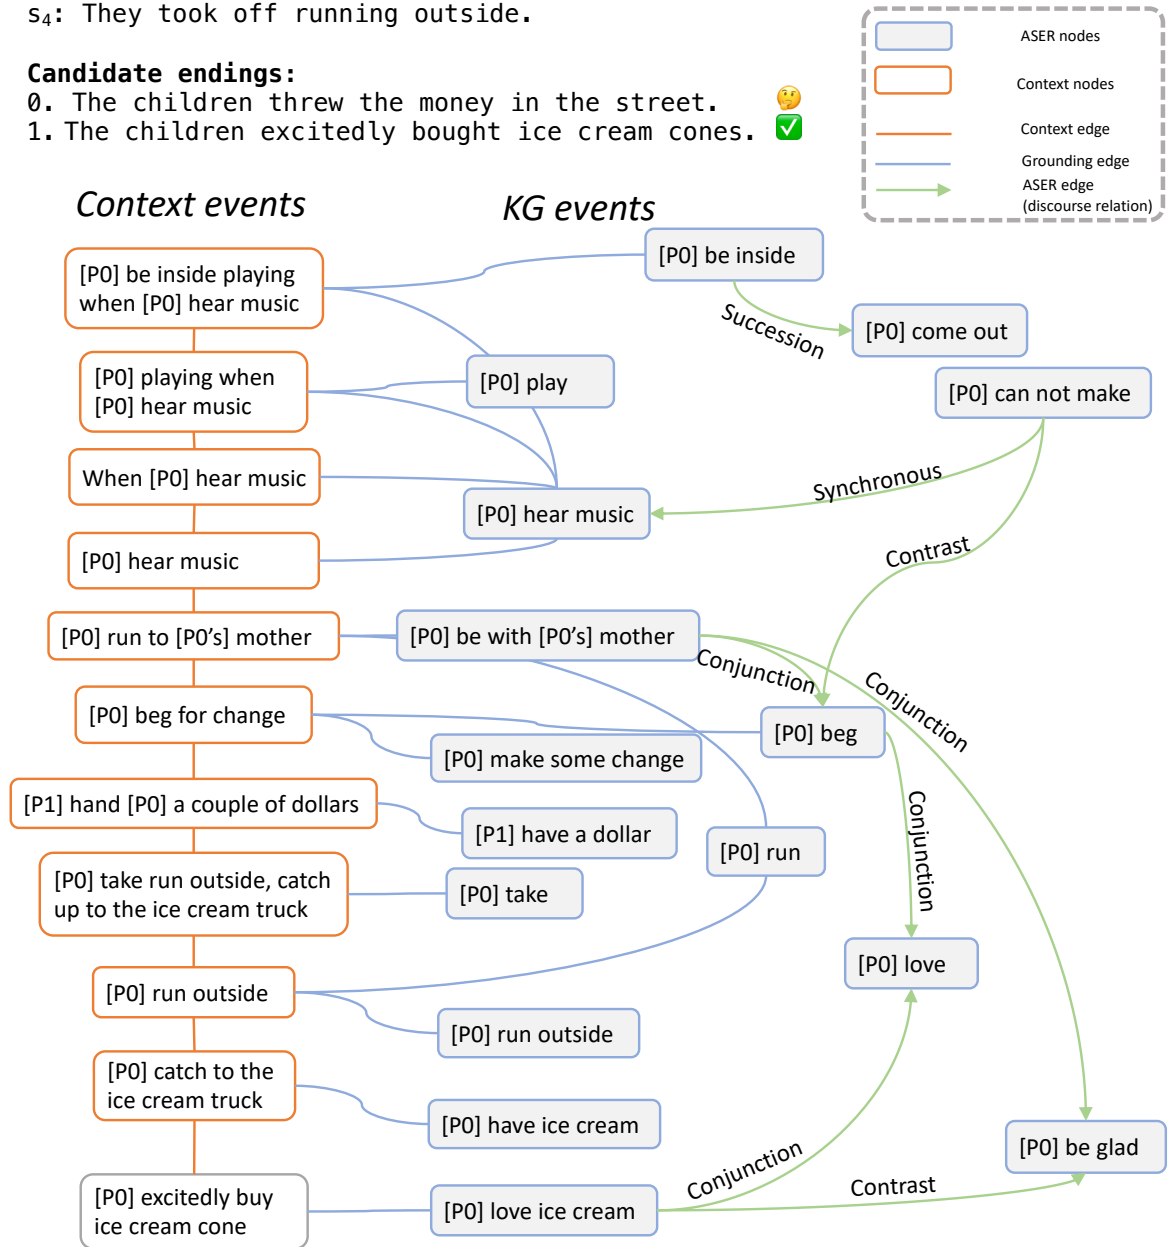 s₄: They took off running outside.
Candidate endings:
0. The children threw the money in the street.
1. The children excitedly bought ice cream cones.
ASER nodes
Context nodes
Context edge
Grounding edge
ASER edge
(discourse relation)
Context events
KG events
[P0] be inside playing
when [P0] hear music
[P0] be inside
Succession
[P0] come out
[P0] playing when
[P0] hear music
[P0] play
[P0] can not make
When [P0] hear music
Synchronous
[P0] hear music
[P0] hear music
Contrast
[P0] run to [P0's] mother
[P0] be with [P0's] mother
Conjunction
Conjunction
[P0] beg for change
[P0] beg
[P0] make some change
[P1] hand [P0] a couple of dollars
[P1] have a dollar
[P0] run
Conjunction
[P0] take run outside, catch
up to the ice cream truck
[P0] take
[P0] love
[P0] run outside
[P0] run outside
[P0] catch to the
ice cream truck
[P0] have ice cream
[P0] be glad
[P0] excitedly buy
ice cream cone
[P0] love ice cream
Conjunction
Contrast